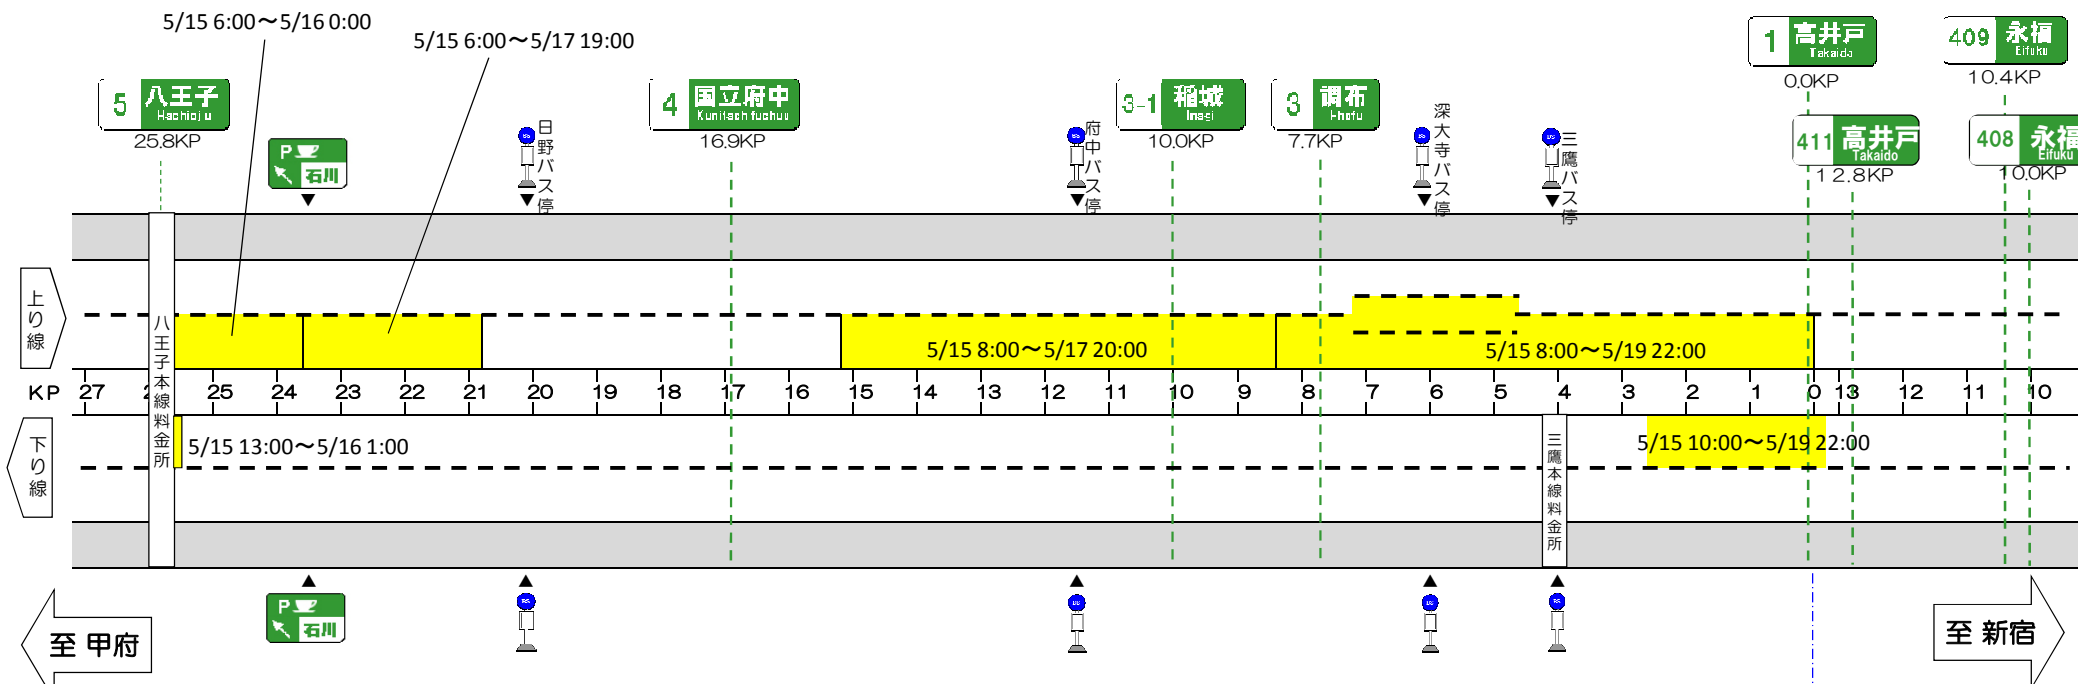 5/15 6:00～5/16 0:00
5/15 6:00～5/17 19:00
5 八王子
Hachioji
25.8KP
P
石川
日野バス停
4 国立府中
Kunitachi fuchuu
16.9KP
府中バス停
3-1 稲城
Inagi
10.0KP
3 調布
7.7KP
深大寺バス停
三鷹バス停
1 高井戸
Takaido
0.0KP
411 高井戸
Takaido
12.8KP
409 永福
Eifuku
10.4KP
408 永福
Eifuku
10.0KP
上り線
八王子本線料金所
5/15 8:00～5/17 20:00
5/15 8:00～5/19 22:00
KP 27 25 24 23 22 21 20 19 18 17 16 15 14 13 12 11 10 9 8 7 6 5 4 3 2 1 0 13 12 11 10
下り線
5/15 13:00～5/16 1:00
三鷹本線料金所
5/15 10:00～5/19 22:00
至 甲府
P
石川
BS
BS
BS
BS
至 新宿